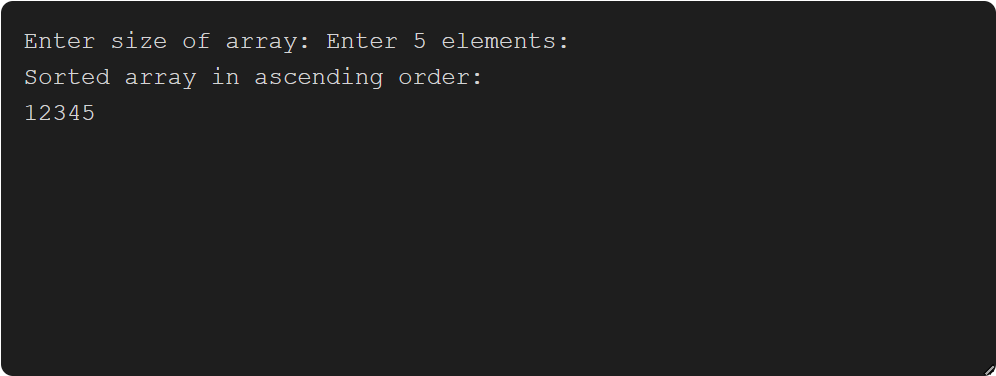 Enter size of array: Enter 5 elements:
Sorted array in ascending order:
12345